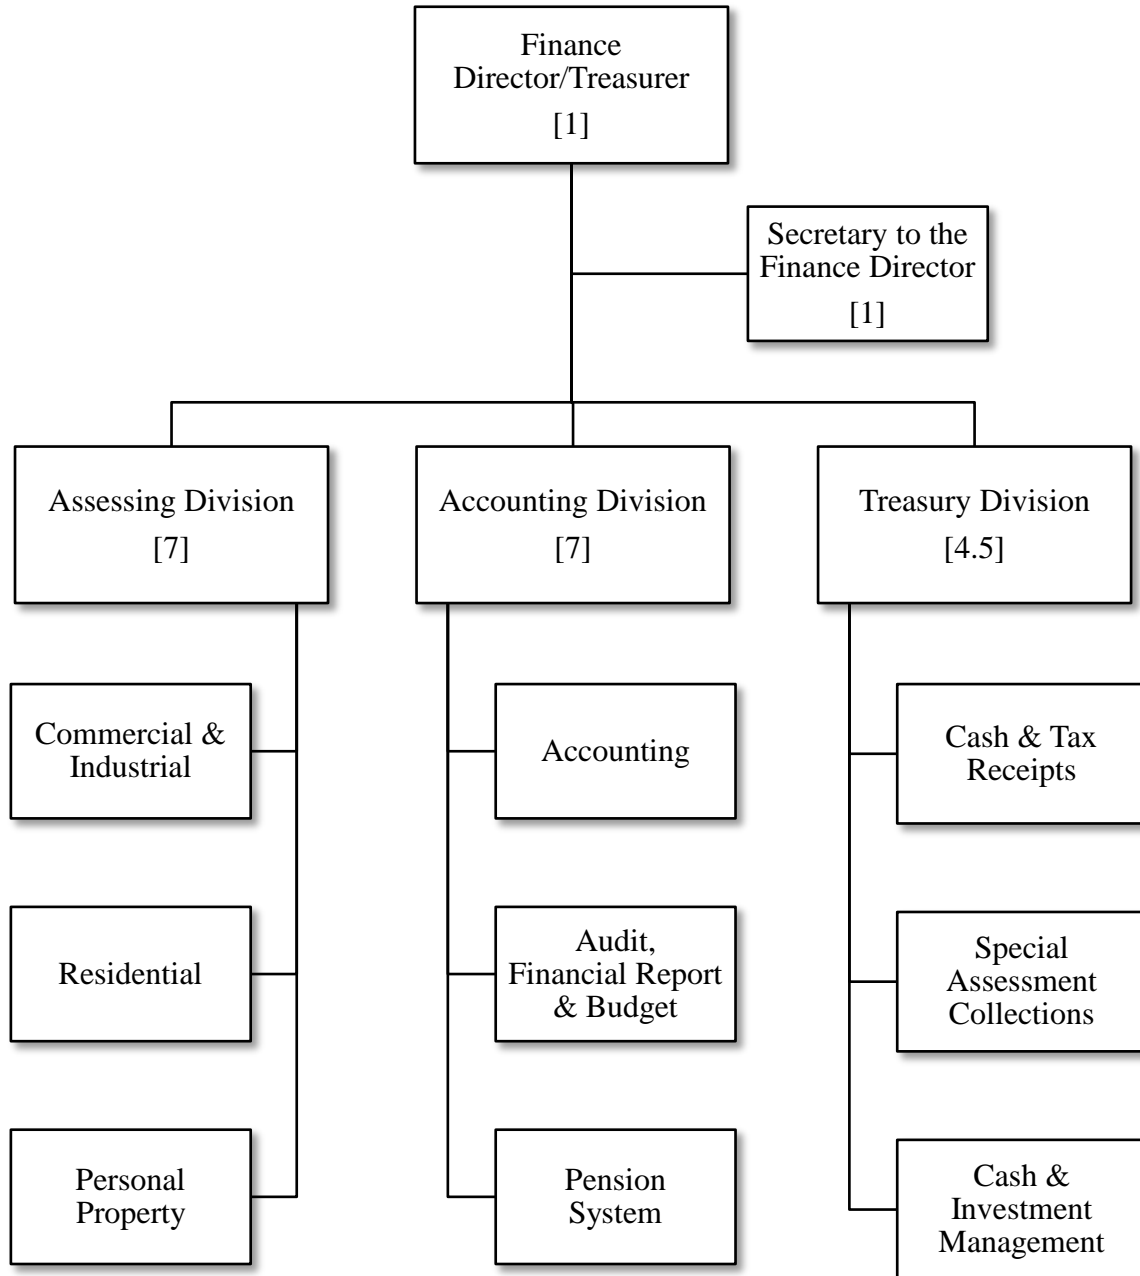 Finance
Director/Treasurer
[1]
Secretary to the
Finance Director
[1]
Assessing Division
[7]
Accounting Division
[7]
Treasury Division
[4.5]
Commercial &
Industrial
Residential
Personal
Property
Accounting
Audit,
Financial Report
& Budget
Pension
System
Cash & Tax
Receipts
Special
Assessment
Collections
Cash &
Investment
Management